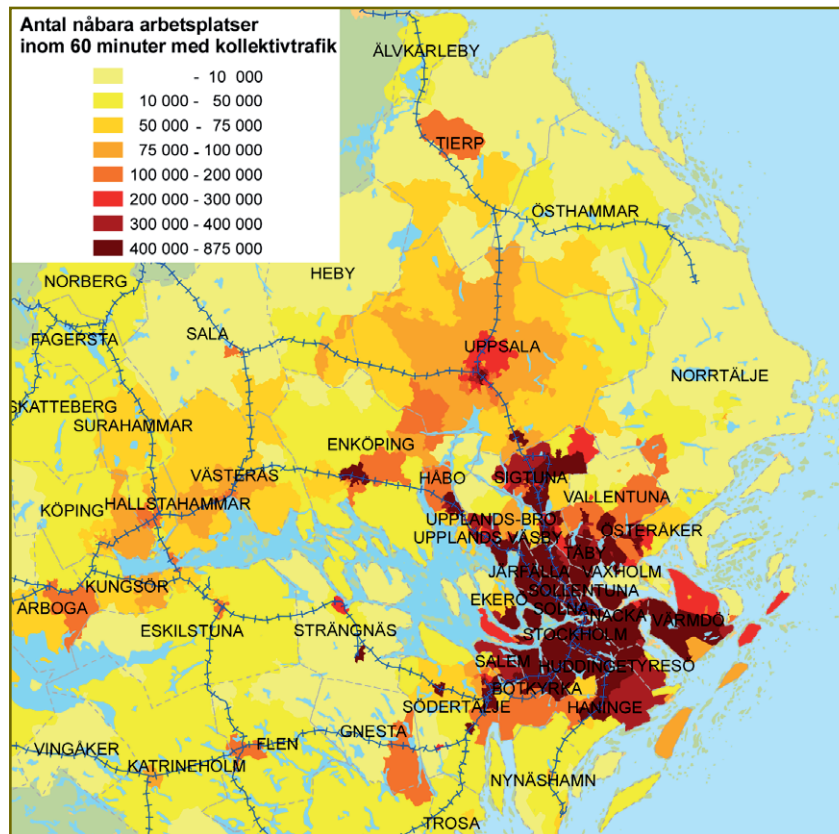 Antal nåbara arbetsplatser
inom 60 minuter med kollektivtrafik
- 10 000
10 000 - 50 000
50 000 - 75 000
75 000 - 100 000
100 000 - 200 000
200 000 - 300 000
300 000 - 400 000
400 000 - 875 000
ÄLVKARLEBY
TIERP
ÖSTHAMMAR
HEBY
NORBERG
FAGERSTA
SALA
UPPSALA
NORRTÄLJE
SKATTEBERG
SURAHAMMAR
ENKÖPING
VÄSTERÅS
HÅBO
SIGTUNA
VALLENTUNA
KÖPING
HALLSTAHAMMAR
UPPLANDS-BRO
ÖSTERÅKER
UPPLANDS VÄSBY
TÄBY
JÄRFÄLLA
VAXHOLM
KUNGSÖR
SOLLENTUNA
ARBOGA
EKERÖ
SOLNA
NACKA
VÄRMDÖ
ESKILSTUNA
STRÄNGNÄS
STOCKHOLM
SALEM
HUDDINGE
TYRESÖ
BOTKYRKA
SÖDERTÄLJE
HANINGE
GNESTA
VINGÅKER
FLEN
KATRINEHOLM
NYNÄSHAMN
TROSA